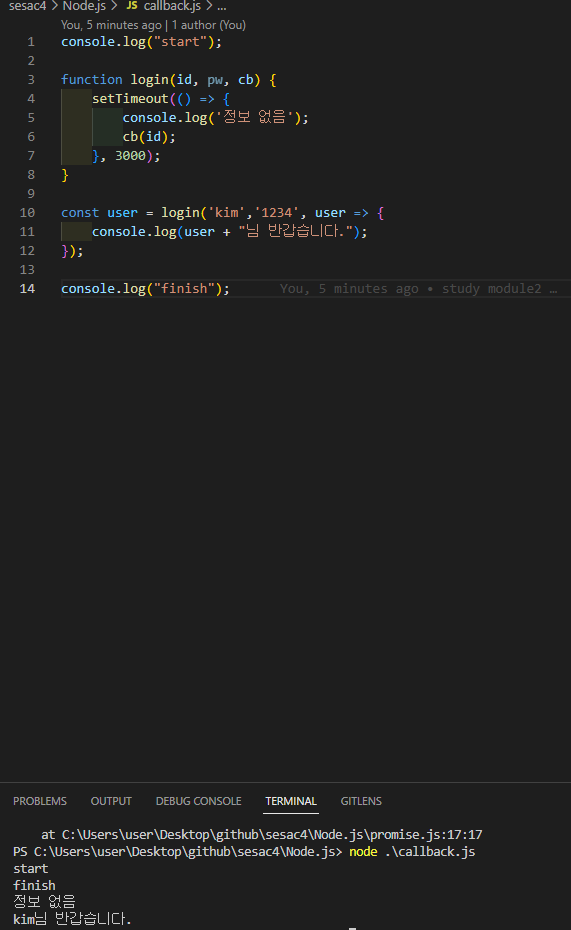 sesac4 > Node.js > JS callback.js > ...
You, 5 minutes ago | 1 author (You)
1 console.log("start");
2
3 function login(id, pw, cb) {
4     setTimeout(() => {
5         console.log('정보 없음');
6         cb(id);
7     }, 3000);
8 }
9
10 const user = login('kim','1234', user => {
11     console.log(user + "님 반갑습니다.");
12 });
13
14 console.log("finish");      You, 5 minutes ago • study module2 …
PROBLEMS OUTPUT DEBUG CONSOLE TERMINAL GITLENS
    at C:\Users\user\Desktop\github\sesac4\Node.js\promise.js:17:17
PS C:\Users\user\Desktop\github\sesac4\Node.js> node .\callback.js
start
finish
정보 없음
kim님 반갑습니다.